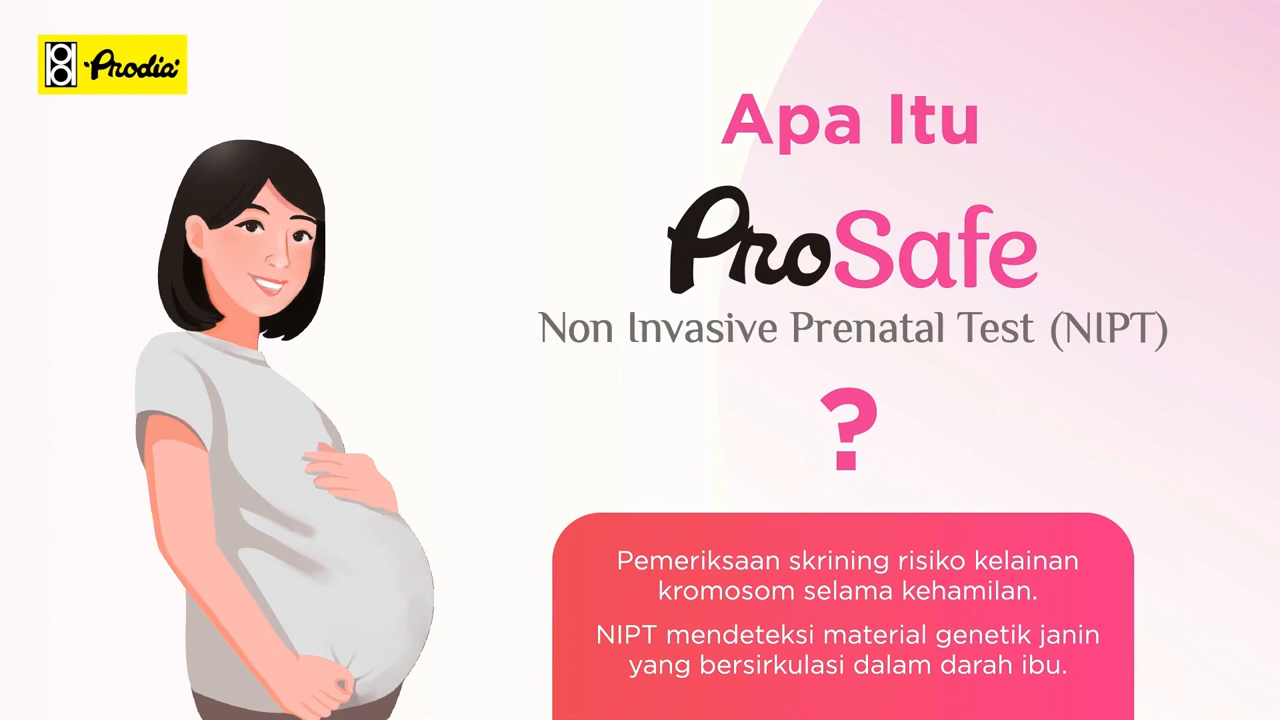 Prodia
Apa Itu
ProSafe
Non Invasive Prenatal Test (NIPT)
?
Pemeriksaan skrining risiko kelainan
kromosom selama kehamilan.
NIPT mendeteksi material genetik janin
yang bersirkulasi dalam darah ibu.